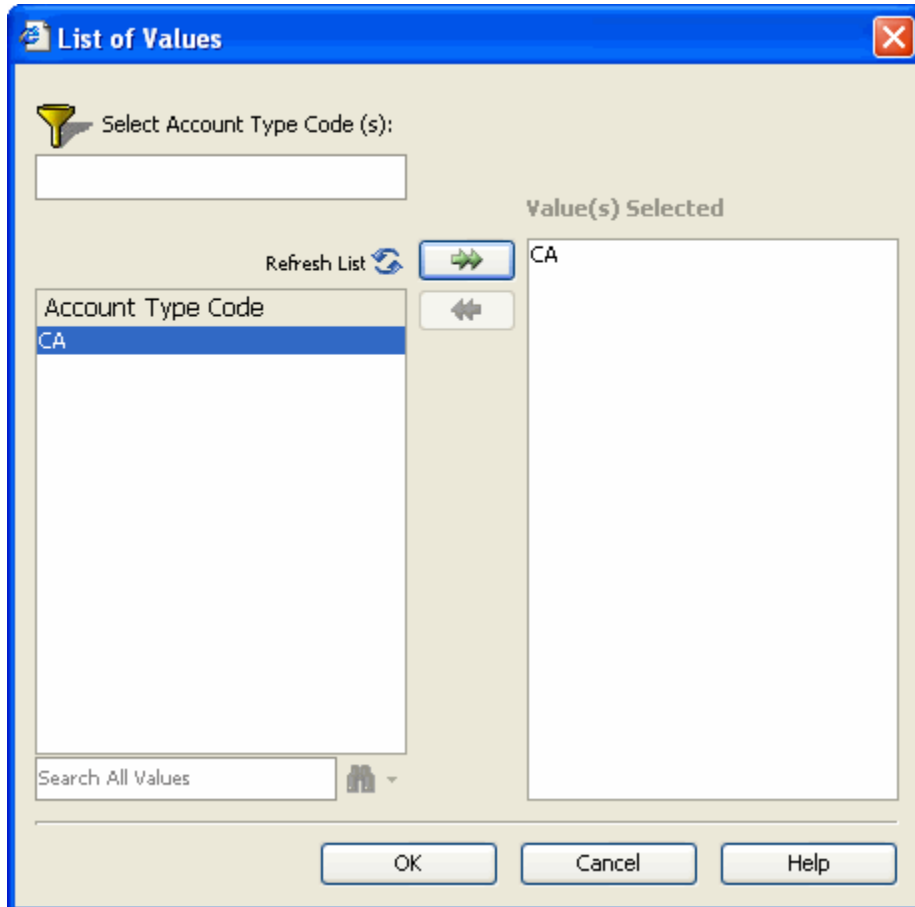 List of Values
Select Account Type Code (s):
Value(s) Selected
Refresh List
CA
Account Type Code
CA
Search All Values
OK
Cancel
Help